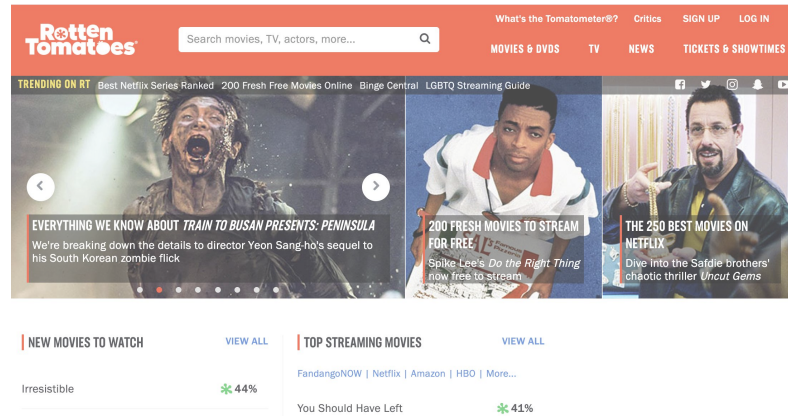 What's the Tomatometer®? Critics SIGN UP LOG IN
Rotten
Tomatoes
Search movies, TV, actors, more...
MOVIES & DVDS TV NEWS TICKETS & SHOWTIMES
TRENDING ON RT Best Netflix Series Ranked 200 Fresh Free Movies Online Binge Central LGBTQ Streaming Guide
EVERYTHING WE KNOW ABOUT TRAIN TO BUSAN PRESENTS: PENINSULA
We're breaking down the details to director Yeon Sang-ho's sequel to
his South Korean zombie flick
200 FRESH MOVIES TO STREAM
FOR FREE
Spike Lee's Do the Right Thing
now free to stream
THE 250 BEST MOVIES ON
NETFLIX
Dive into the Safdie brothers'
chaotic thriller Uncut Gems
NEW MOVIES TO WATCH VIEW ALL
Irresistible 44%
TOP STREAMING MOVIES VIEW ALL
FandangoNOW | Netflix | Amazon | HBO | More...
You Should Have Left 41%